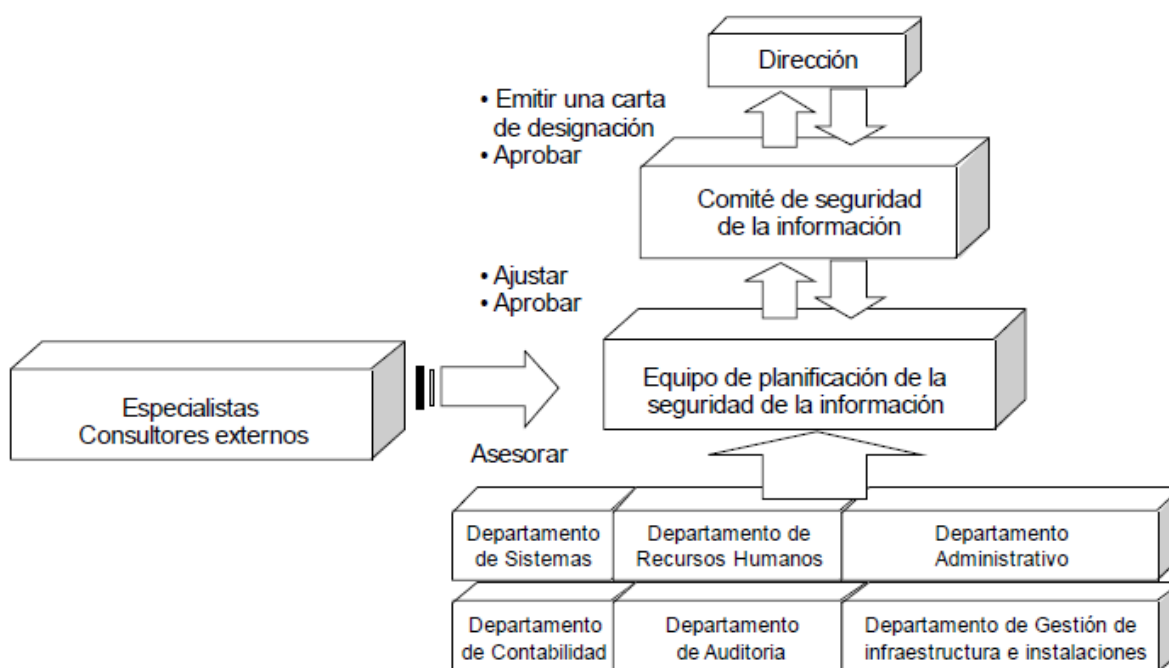 Dirección
• Emitir una carta
de designación
• Aprobar
Comité de seguridad
de la información
• Ajustar
• Aprobar
Equipo de planificación de la
seguridad de la información
Especialistas
Consultores externos
Asesorar
Departamento
de Sistemas
Departamento de
Recursos Humanos
Departamento
Administrativo
Departamento
de Contabilidad
Departamento
de Auditoria
Departamento de Gestión de
infraestructura e instalaciones